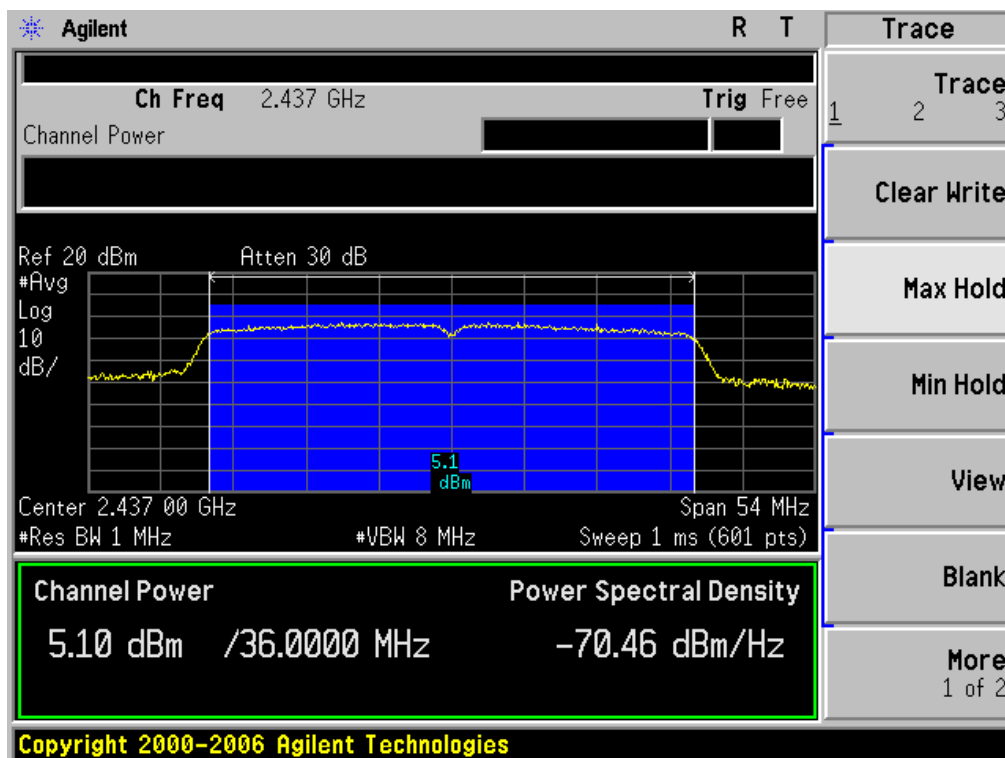 Agilent R T
Trace
Ch Freq 2.437 GHz Trig Free
Channel Power
Trace
1 2 3
Clear Write
Max Hold
Min Hold
View
Blank
More
1 of 2
Ref 20 dBm Atten 30 dB
#Avg
Log
10
dB/
5.1
dBm
Center 2.437 00 GHz Span 54 MHz
#Res BW 1 MHz #VBW 8 MHz Sweep 1 ms (601 pts)
Channel Power Power Spectral Density
5.10 dBm /36.0000 MHz -70.46 dBm/Hz
Copyright 2000-2006 Agilent Technologies